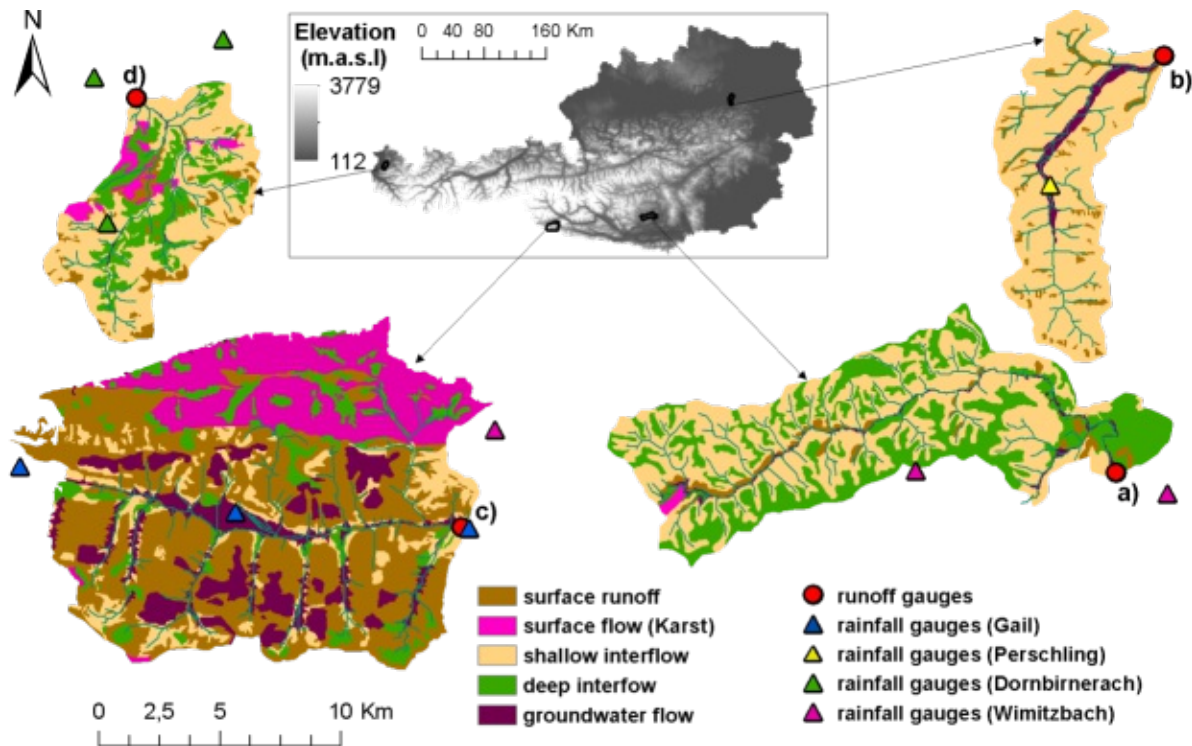 N
Elevation
(m.a.s.l)
3779
112
0 40 80 160 Km
d)
b)
c)
a)
surface runoff
surface flow (Karst)
shallow interflow
deep interfow
groundwater flow
runoff gauges
rainfall gauges (Gail)
rainfall gauges (Perschling)
rainfall gauges (Dornbirnerach)
rainfall gauges (Wimitzbach)
0 2,5 5 10 Km